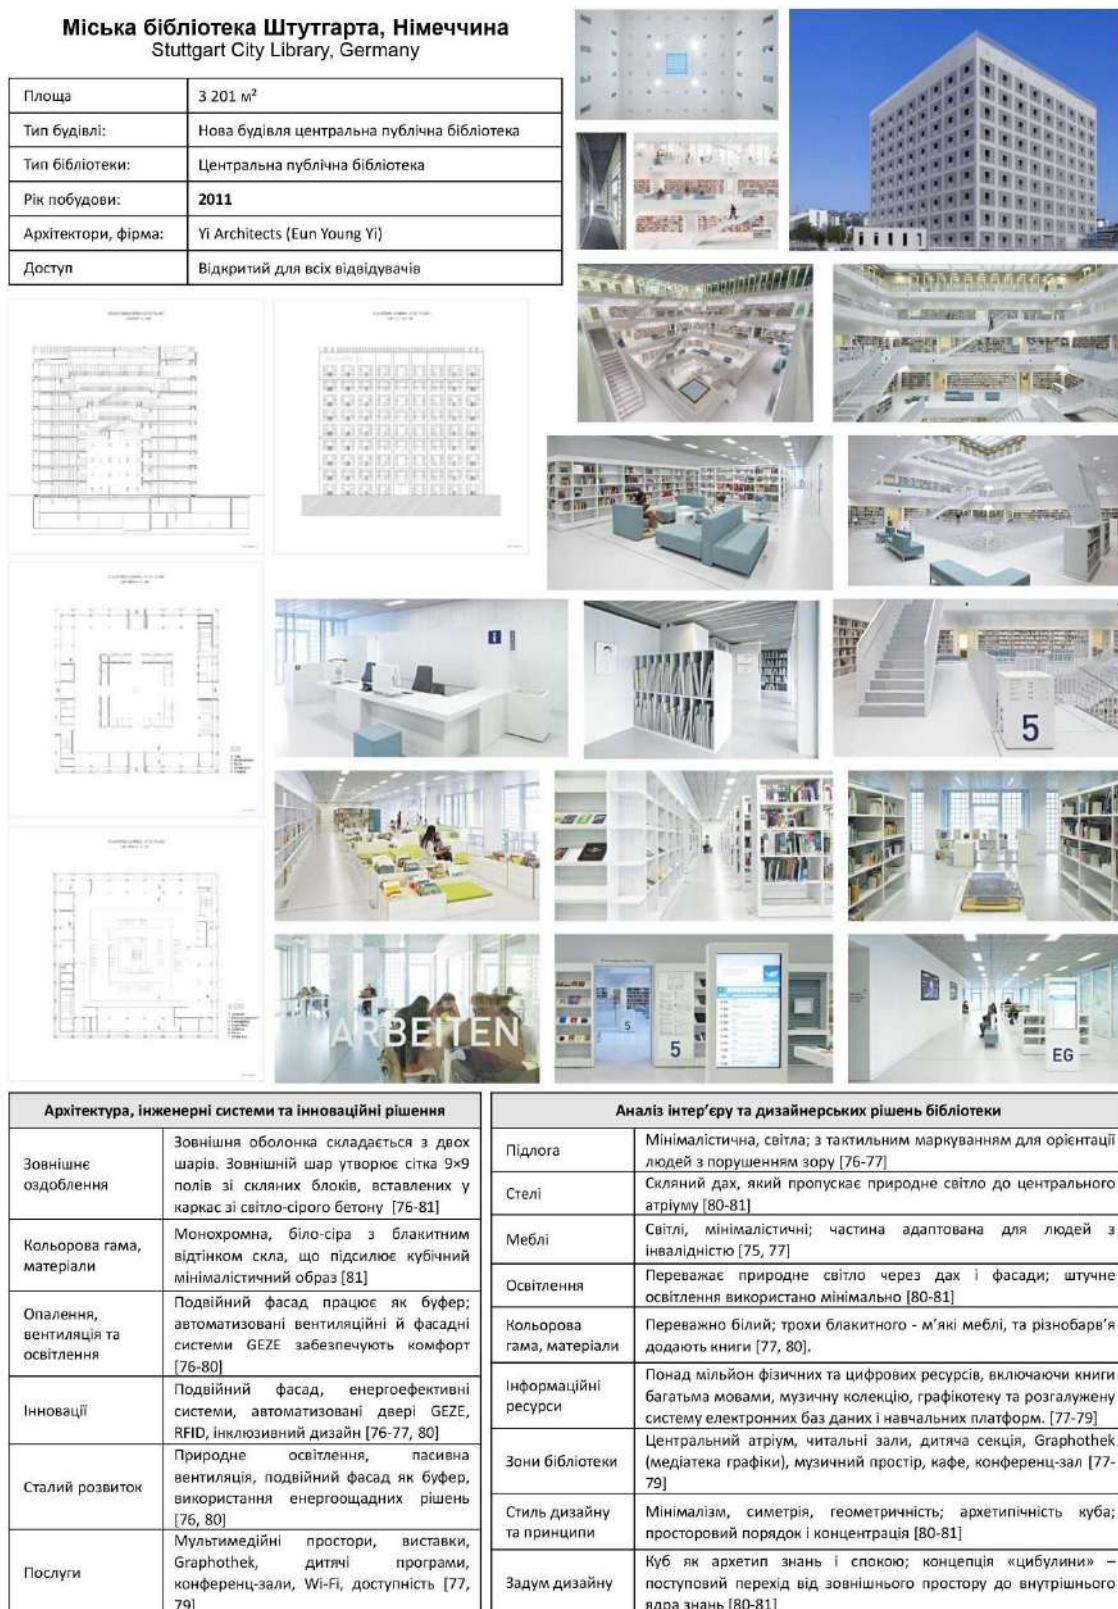 Міська бібліотека Штутгарта, Німеччина
Stuttgart City Library, Germany
Площа 3 201 м²
Тип будівлі: Нова будівля центральна публічна бібліотека
Тип бібліотеки: Центральна публічна бібліотека
Рік побудови: 2011
Архітектори, фірма: Yi Architects (Eun Young Yi)
Доступ Відкритий для всіх відвідувачів
i
5
ARBEITEN
5
5
EG
Архітектура, інженерні системи та інноваційні рішення
Зовнішнє
оздоблення
Зовнішня оболонка складається з двох
шарів. Зовнішній шар утворює сітка 9×9
полів зі скляних блоків, вставлених у
каркас зі світло-сірого бетону [76-81]
Кольорова гама,
матеріали
Монохромна, біло-сіра з блакитним
відтінком скла, що підсилює кубічний
мінімалістичний образ [81]
Опалення,
вентиляція та
освітлення
Подвійний фасад працює як буфер;
автоматизовані вентиляційні й фасадні
системи GEZE забезпечують комфорт
[76-80]
Інновації
Подвійний фасад, енергоефективні
системи, автоматизовані двері GEZE,
RFID, інклюзивний дизайн [76-77, 80]
Сталий розвиток
Природне освітлення, пасивна
вентиляція, подвійний фасад як буфер,
використання енергоощадних рішень
[76, 80]
Послуги
Мультимедійні простори, виставки,
Graphothek, дитячі програми,
конференц-зали, Wi-Fi, доступність [77,
79]
Аналіз інтер’єру та дизайнерських рішень бібліотеки
Підлога
Мінімалістична, світла; з тактильним маркуванням для орієнтації
людей з порушенням зору [76-77]
Стелі
Скляний дах, який пропускає природне світло до центрального
атріуму [80-81]
Меблі
Світлі, мінімалістичні; частина адаптована для людей з
інвалідністю [75, 77]
Освітлення
Переважає природне світло через дах і фасади; штучне
освітлення використано мінімально [80-81]
Кольорова
гама, матеріали
Переважно білий; трохи блакитного - м’які меблі, та різнобарв’я
додають книги [77, 80].
Інформаційні
ресурси
Понад мільйон фізичних та цифрових ресурсів, включаючи книги
багатьма мовами, музичну колекцію, графікотеку та розгалужену
систему електронних баз даних і навчальних платформ. [77-79]
Зони бібліотеки
Центральний атріум, читальні зали, дитяча секція, Graphothek
(медіатека графіки), музичний простір, кафе, конференц-зал [77-
79]
Стиль дизайну
та принципи
Мінімалізм, симетрія, геометричність; архетипічність куба;
просторовий порядок і концентрація [80-81]
Задум дизайну
Куб як архетип знань і спокою; концепція «цибулини» –
поступовий перехід від зовнішнього простору до внутрішнього
ядра знань [80-81]